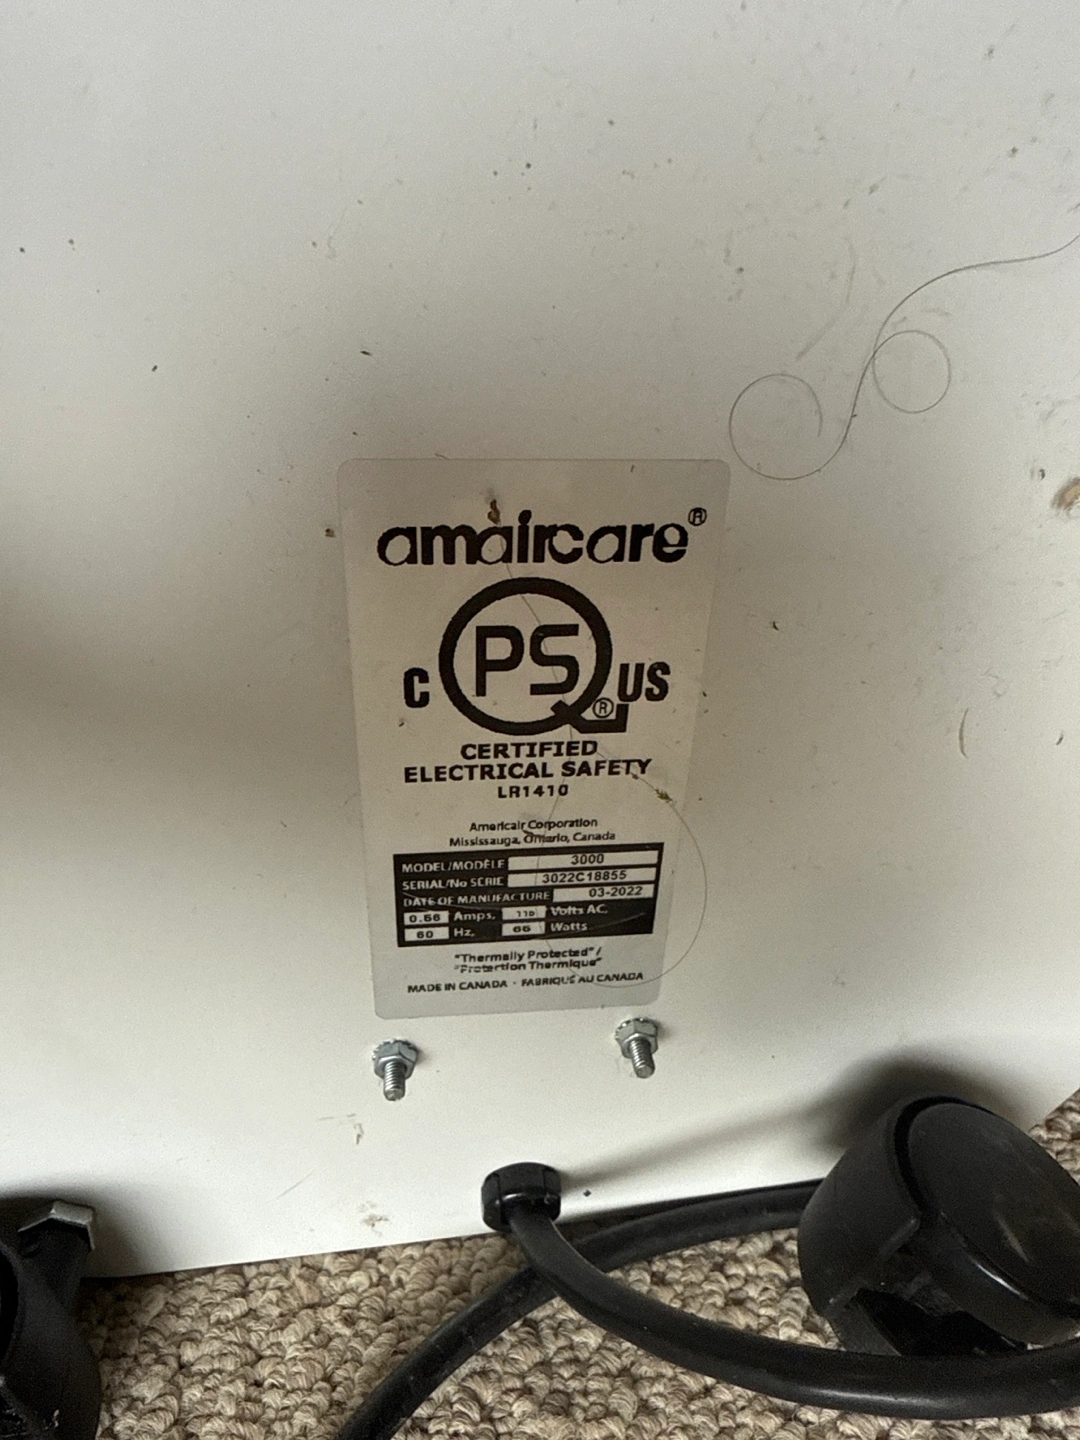 amaircare®
C PS US
®
CERTIFIED
ELECTRICAL SAFETY
LR1410
Americair Corporation
Mississauga, Ontario, Canada
MODEL/MODÈLE 3000
SERIAL/No SERIE 3022C18855
DATE OF MANUFACTURE 03-2022
0.56 Amps, 110 Volts AC,
60 Hz, 66 Watts
"Thermally Protected" /
"Protection Thermique"
MADE IN CANADA · FABRIQUÉ AU CANADA